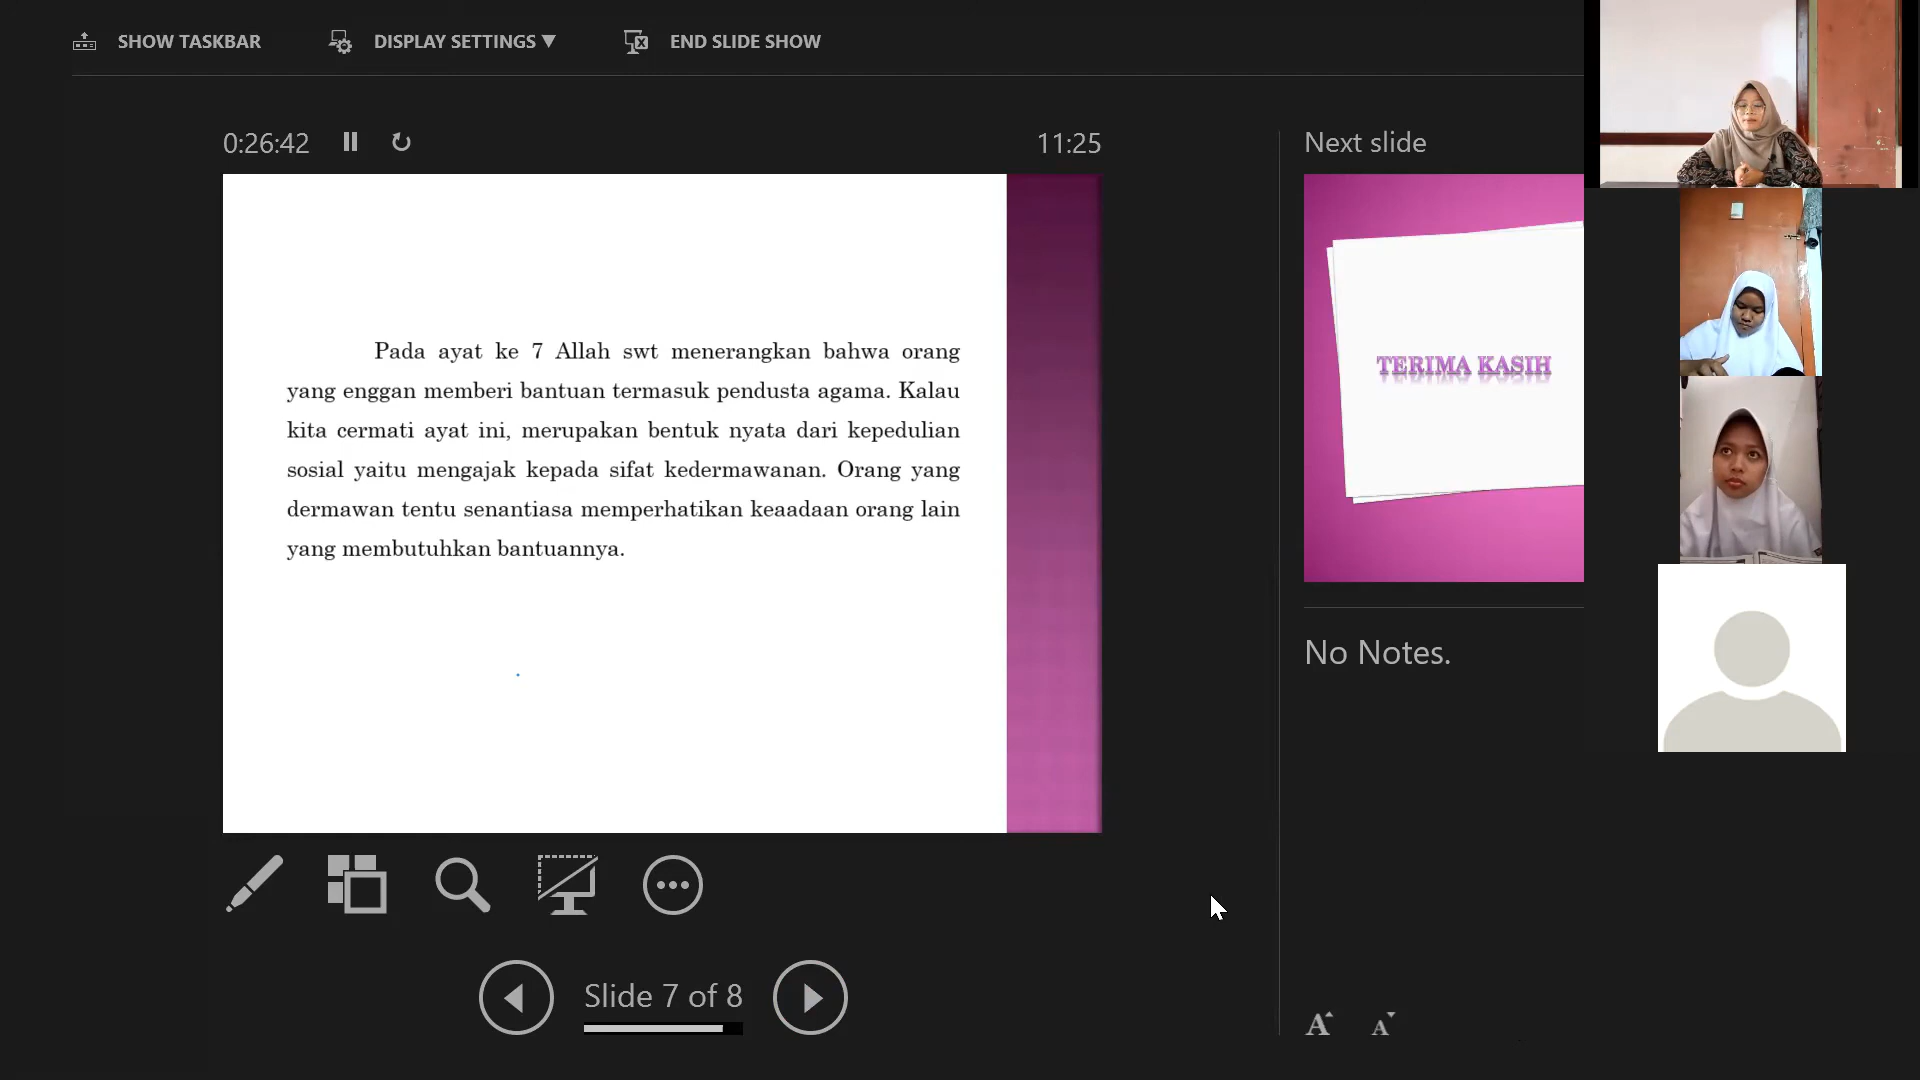 SHOW TASKBAR
DISPLAY SETTINGS ▼
END SLIDE SHOW
0:26:42
11:25
Next slide
Pada ayat ke 7 Allah swt menerangkan bahwa orang
yang enggan memberi bantuan termasuk pendusta agama. Kalau
kita cermati ayat ini, merupakan bentuk nyata dari kepedulian
sosial yaitu mengajak kepada sifat kedermawanan. Orang yang
dermawan tentu senantiasa memperhatikan keaadaan orang lain
yang membutuhkan bantuannya.
TERIMA KASIH
No Notes.
Slide 7 of 8
A A